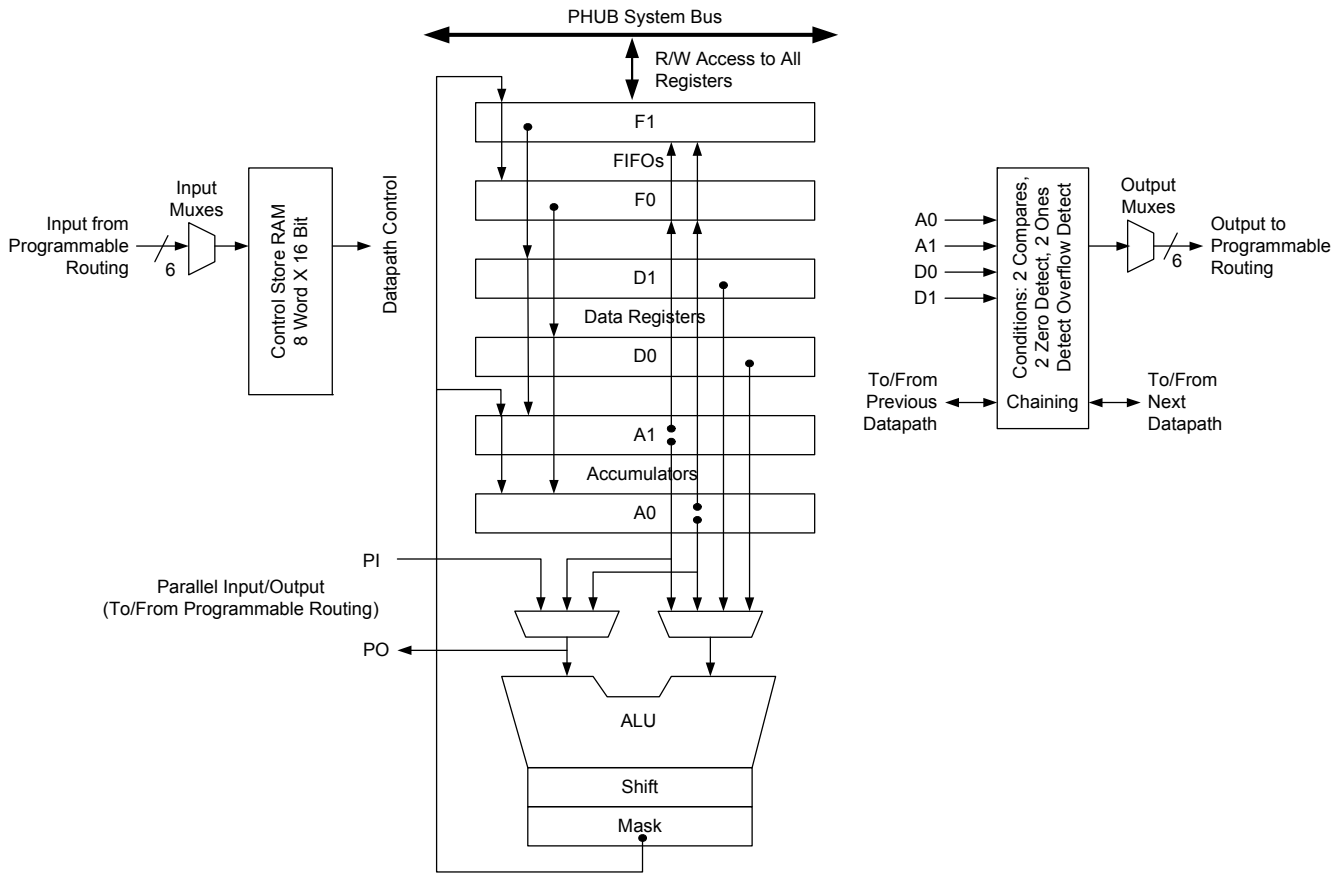 PHUB System Bus
R/W Access to All
Registers
F1
FIFOs
F0
D1
Data Registers
D0
A1
Accumulators
A0
Input from
Programmable
Routing
6
Input
Muxes
Control Store RAM
8 Word X 16 Bit
Datapath Control
PI
Parallel Input/Output
(To/From Programmable Routing)
PO
ALU
Shift
Mask
A0
A1
D0
D1
Conditions: 2 Compares,
2 Zero Detect, 2 Ones
Detect Overflow Detect
Output
Muxes
6
Output to
Programmable
Routing
To/From
Previous
Datapath
Chaining
To/From
Next
Datapath